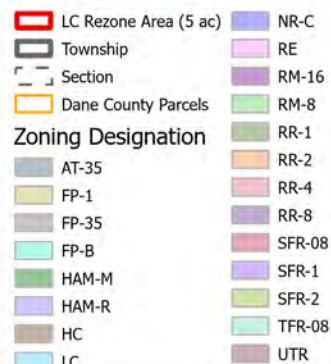 LC Rezone Area (5 ac)
Township
Section
Dane County Parcels
Zoning Designation
AT-35
FP-1
FP-35
FP-B
HAM-M
HAM-R
HC
LC
NR-C
RE
RM-16
RM-8
RR-1
RR-2
RR-4
RR-8
SFR-08
SFR-1
SFR-2
TFR-08
UTR